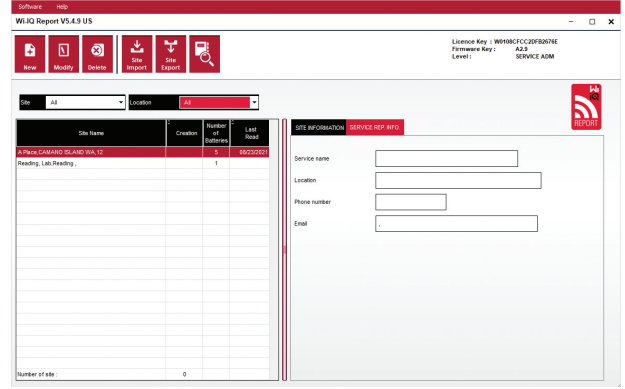 Software Help
Wi-IQ Report V5.4.9 US
New Modify Delete Site Import Site Export
Licence Key : W0108CFCC2DFB2676E
Firmware Key : A2.9
Level : SERVICE ADM
Site All Location All
Wi
iQ
REPORT
Site Name Creation Number of Batteries Last Read
A Place,CAMANO ISLAND WA,12 5 08/23/2021
Reading, Lab,Reading , 1
Number of site : 0
SITE INFORMATION SERVICE REP. INFO.
Service name
Location
Phone number
Email ,